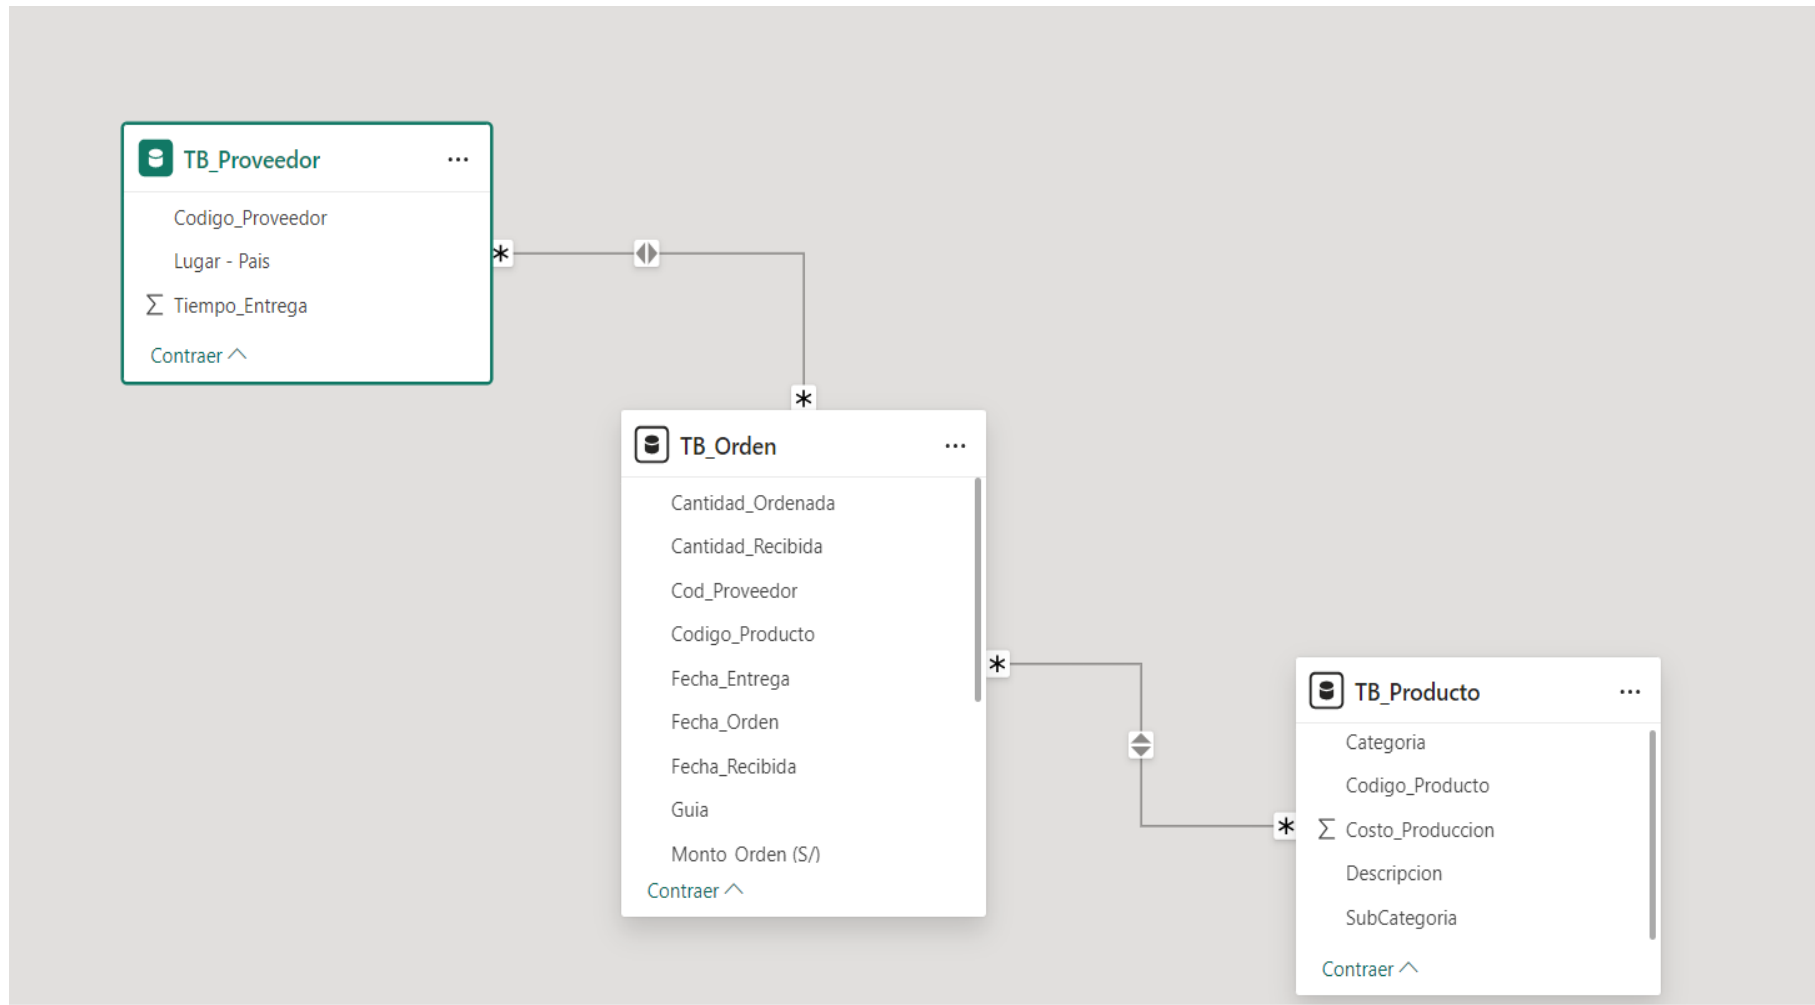 TB_Proveedor
Codigo_Proveedor
Lugar - Pais
Tiempo_Entrega
Contraer
TB_Orden
Cantidad_Ordenada
Cantidad_Recibida
Cod_Proveedor
Codigo_Producto
Fecha_Entrega
Fecha_Orden
Fecha_Recibida
Guia
Monto Orden (S/)
Contraer
TB_Producto
Categoria
Codigo_Producto
Costo_Produccion
Descripcion
SubCategoria
Contraer